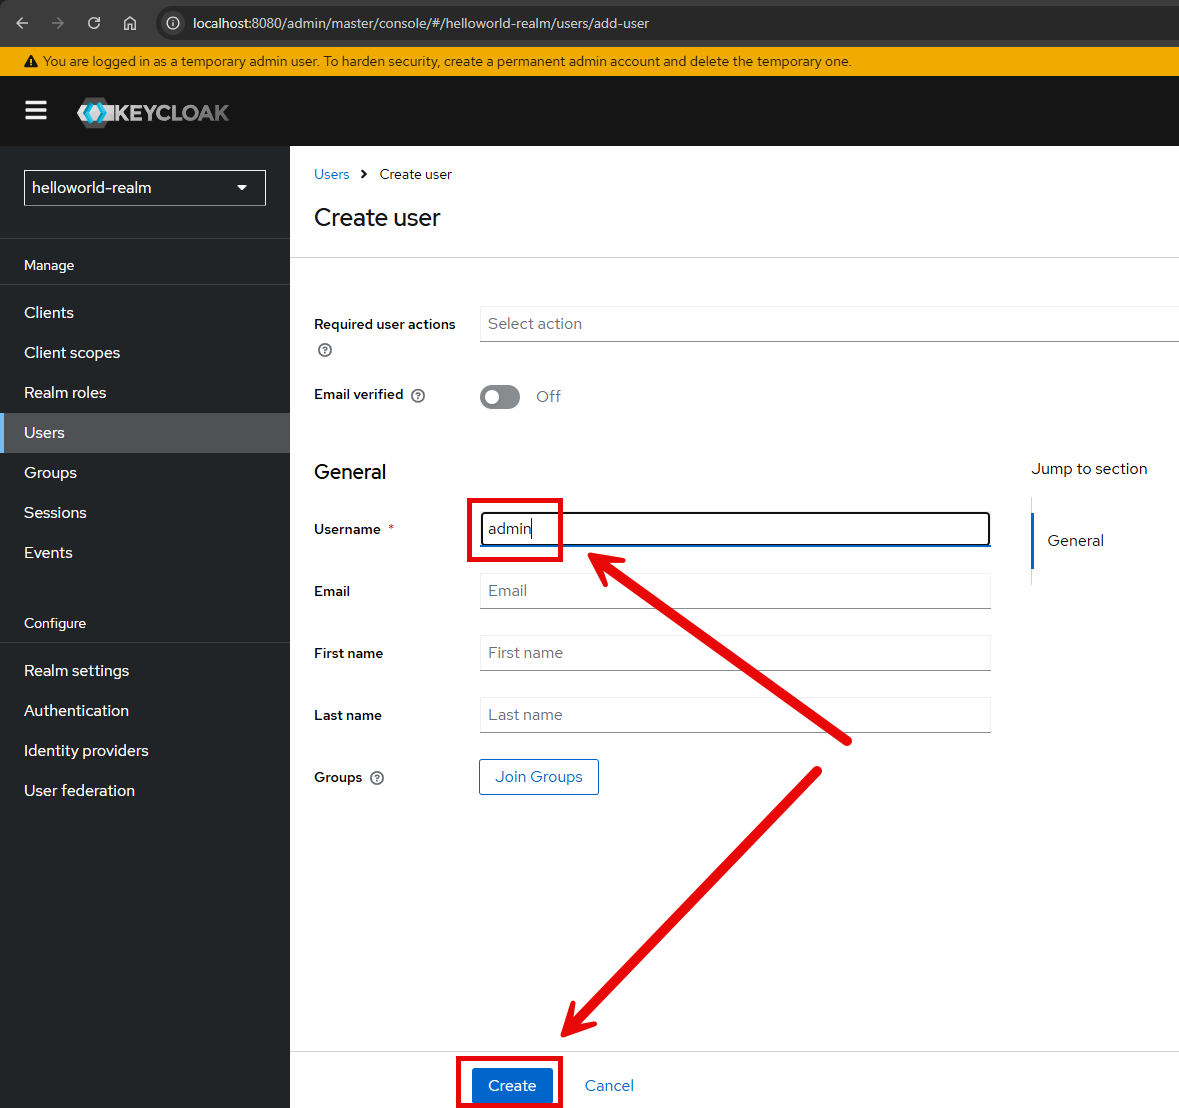 localhost:8080/admin/master/console/#/helloworld-realm/users/add-user
You are logged in as a temporary admin user. To harden security, create a permanent admin account and delete the temporary one.
KEYCLOAK
helloworld-realm
Manage
Clients
Client scopes
Realm roles
Users
Groups
Sessions
Events
Configure
Realm settings
Authentication
Identity providers
User federation
Users > Create user
Create user
Required user actions
Select action
Email verified
Off
General
Username *
admin
Email
Email
First name
First name
Last name
Last name
Groups
Join Groups
Jump to section
General
Create
Cancel